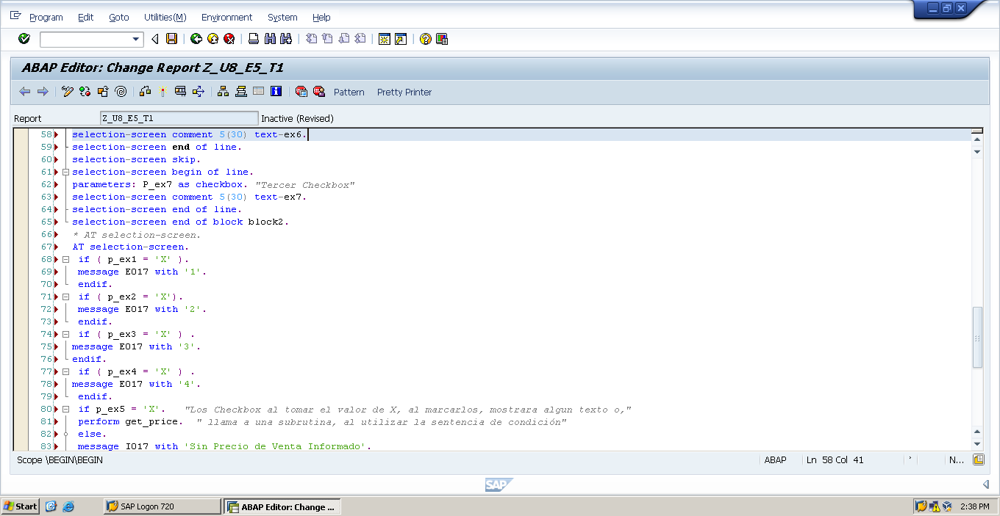 Program Edit Goto Utilities(M) Environment System Help
ABAP Editor: Change Report Z_U8_E5_T1
Pattern Pretty Printer
Report Z_U8_E5_T1 Inactive (Revised)
58 selection-screen comment 5(30) text-ex6.
59 selection-screen end of line.
60 selection-screen skip.
61 selection-screen begin of line.
62 parameters: P_ex7 as checkbox. "Tercer Checkbox"
63 selection-screen comment 5(30) text-ex7.
64 selection-screen end of line.
65 selection-screen end of block block2.
66 * AT selection-screen.
67 AT selection-screen.
68 if ( p_ex1 = 'X' ).
69 message E017 with '1'.
70 endif.
71 if ( p_ex2 = 'X').
72 message E017 with '2'.
73 endif.
74 if ( p_ex3 = 'X' ) .
75 message E017 with '3'.
76 endif.
77 if ( p_ex4 = 'X' ) .
78 message E017 with '4'.
79 endif.
80 if p_ex5 = 'X'. "Los Checkbox al tomar el valor de X, al marcarlos, mostrara algun texto o,"
81 perform get_price. " llama a una subrutina, al utilizar la sentencia de condición"
82 else.
83 message I017 with 'Sin Precio de Venta Informado'.
Scope \BEGIN\BEGIN ABAP Ln 58 Col 41 * N...
SAP
Start SAP Logon 720 ABAP Editor: Change ... 2:38 PM